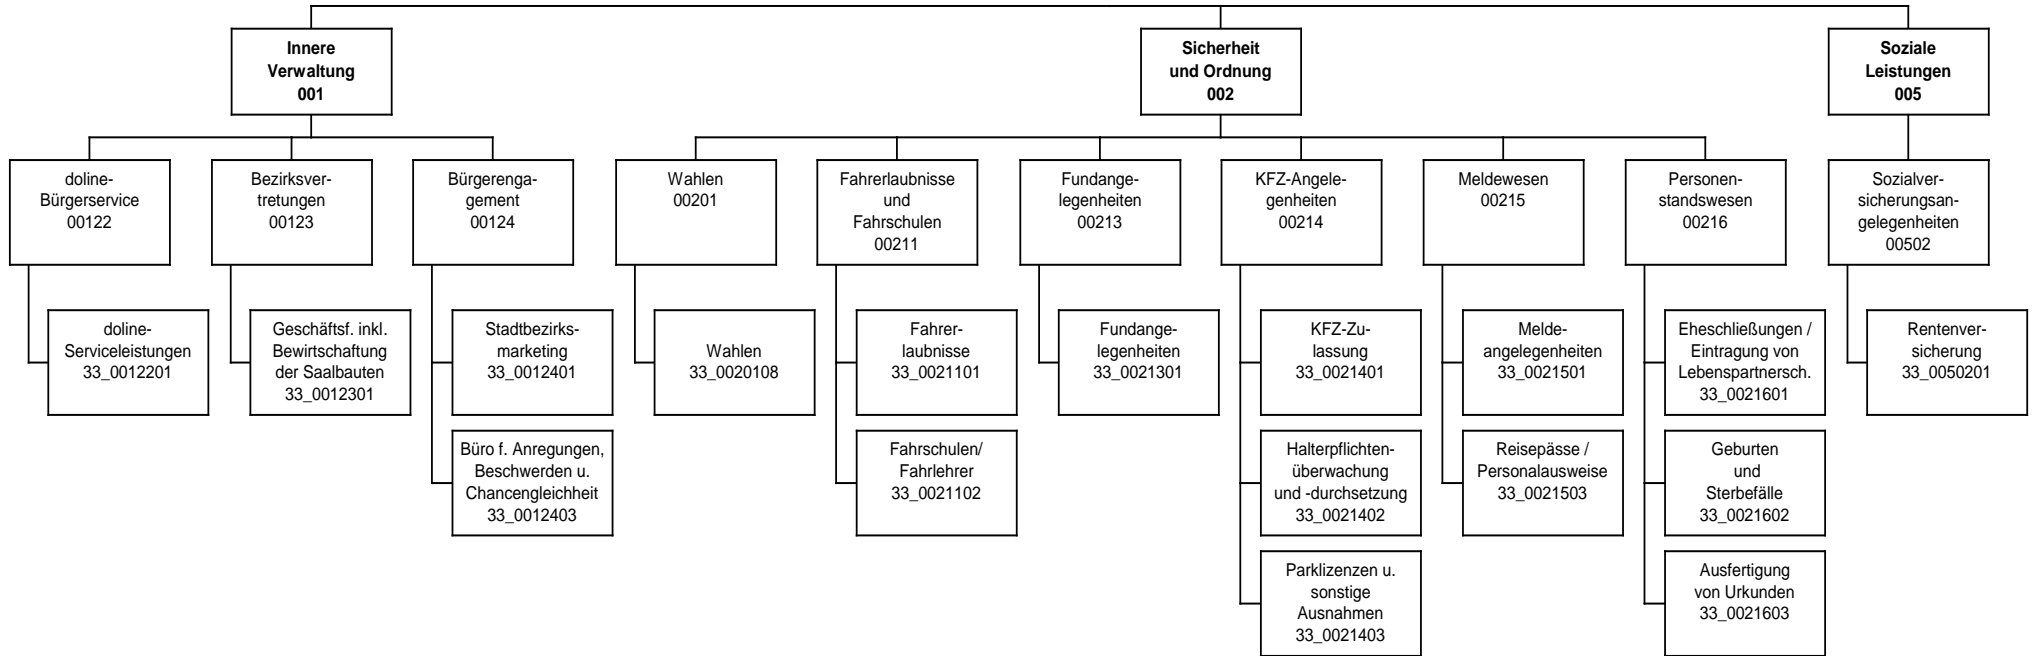 Innere
Verwaltung
001
Sicherheit
und Ordnung
002
Soziale
Leistungen
005
doline-
Bürgerservice
00122
Bezirksver-
tretungen
00123
Bürgerenga-
gement
00124
Wahlen
00201
Fahrerlaubnisse
und
Fahrschulen
00211
Fundange-
legenheiten
00213
KFZ-Angele-
genheiten
00214
Meldewesen
00215
Personen-
standswesen
00216
Sozialver-
sicherungsan-
gelegenheiten
00502
doline-
Serviceleistungen
33_0012201
Geschäftsf. inkl.
Bewirtschaftung
der Saalbauten
33_0012301
Stadtbezirks-
marketing
33_0012401
Wahlen
33_0020108
Fahrer-
laubnisse
33_0021101
Fundange-
legenheiten
33_0021301
KFZ-Zu-
lassung
33_0021401
Melde-
angelegenheiten
33_0021501
Eheschließungen /
Eintragung von
Lebenspartnersch.
33_0021601
Rentenver-
sicherung
33_0050201
Büro f. Anregungen,
Beschwerden u.
Chancengleichheit
33_0012403
Fahrschulen/
Fahrlehrer
33_0021102
Halterpflichten-
überwachung
und -durchsetzung
33_0021402
Reisepässe /
Personalausweise
33_0021503
Geburten
und
Sterbefälle
33_0021602
Parklizenzen u.
sonstige
Ausnahmen
33_0021403
Ausfertigung
von Urkunden
33_0021603